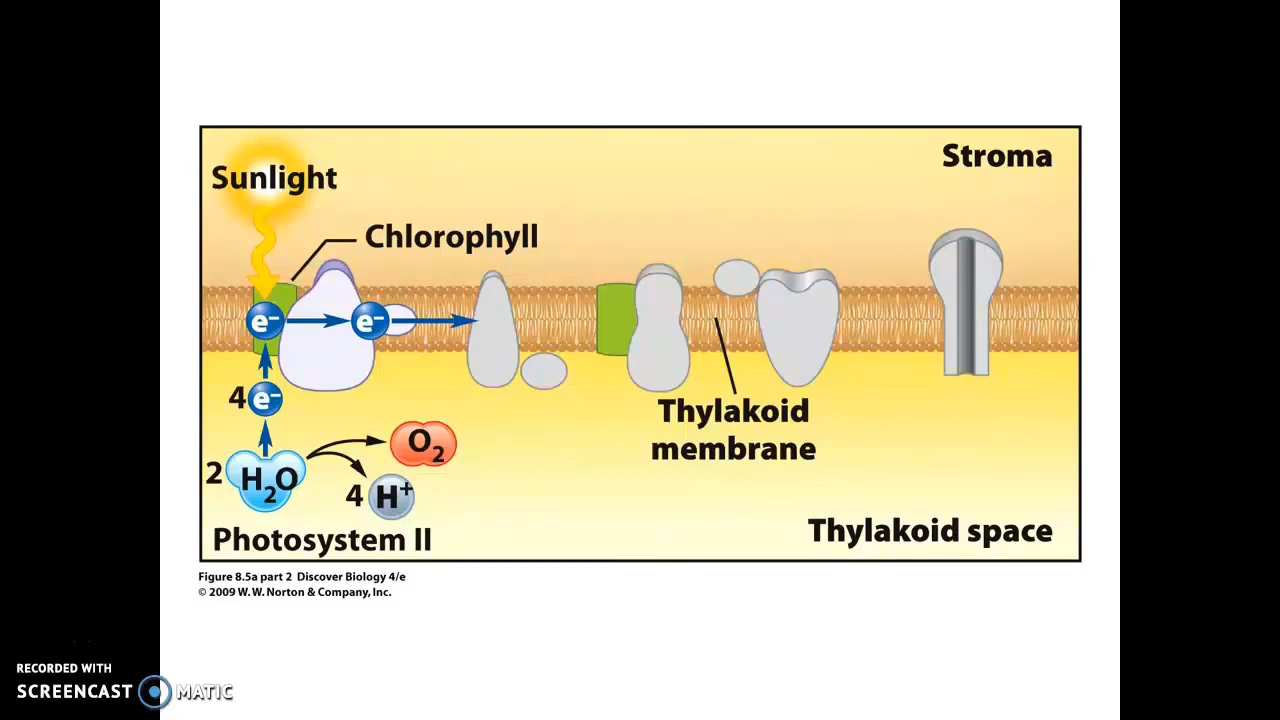 Stroma
Sunlight
Chlorophyll
e⁻
e⁻
4 e⁻
Thylakoid
membrane
O₂
2 H₂O
4 H⁺
Thylakoid space
Photosystem II
Figure 8.5a part 2 Discover Biology 4/e
© 2009 W. W. Norton & Company, Inc.
RECORDED WITH
SCREENCAST MATIC